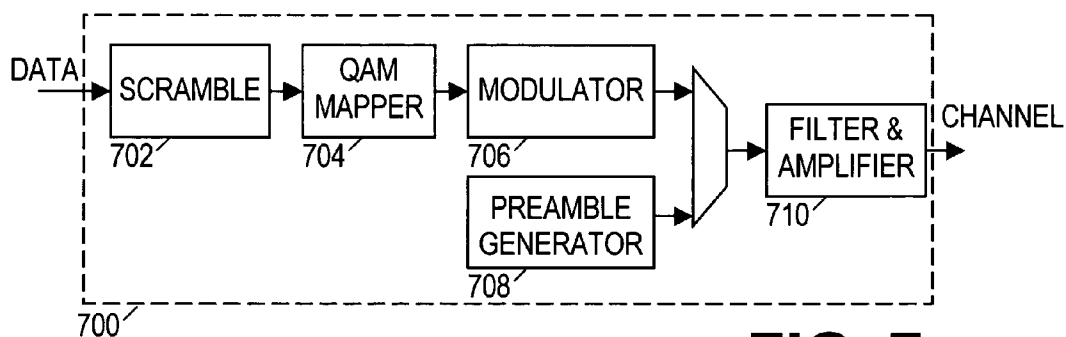 DATA
SCRAMBLE
702
QAM
MAPPER
704
MODULATOR
706
PREAMBLE
GENERATOR
708
FILTER &
AMPLIFIER
710
CHANNEL
700